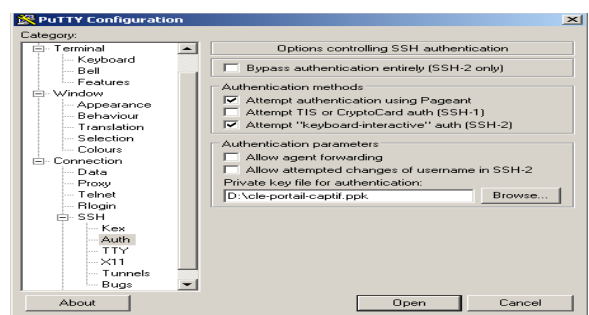 PuTTY Configuration
Category:
Terminal
Keyboard
Bell
Features
Window
Appearance
Behaviour
Translation
Selection
Colours
Connection
Data
Proxy
Telnet
Rlogin
SSH
Kex
Auth
TTY
X11
Tunnels
Bugs
Options controlling SSH authentication
Bypass authentication entirely (SSH-2 only)
Authentication methods
Attempt authentication using Pageant
Attempt TIS or CryptoCard auth (SSH-1)
Attempt "keyboard-interactive" auth (SSH-2)
Authentication parameters
Allow agent forwarding
Allow attempted changes of username in SSH-2
Private key file for authentication:
D:\cle-portail-captif.ppk
Browse...
About
Open
Cancel